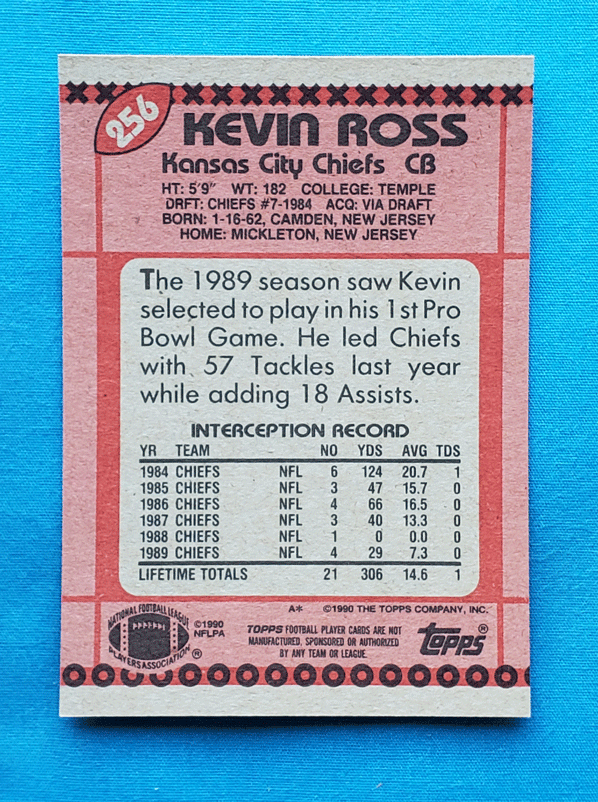 256
KEVIN ROSS
Kansas City Chiefs CB
HT: 5'9" WT: 182 COLLEGE: TEMPLE
DRFT: CHIEFS #7-1984 ACQ: VIA DRAFT
BORN: 1-16-62, CAMDEN, NEW JERSEY
HOME: MICKLETON, NEW JERSEY
The 1989 season saw Kevin
selected to play in his 1st Pro
Bowl Game. He led Chiefs
with 57 Tackles last year
while adding 18 Assists.
INTERCEPTION RECORD
YR TEAM NO YDS AVG TDS
1984 CHIEFS NFL 6 124 20.7 1
1985 CHIEFS NFL 3 47 15.7 0
1986 CHIEFS NFL 4 66 16.5 0
1987 CHIEFS NFL 3 40 13.3 0
1988 CHIEFS NFL 1 0 0.0 0
1989 CHIEFS NFL 4 29 7.3 0
LIFETIME TOTALS 21 306 14.6 1
NATIONAL FOOTBALL LEAGUE
PLAYERS ASSOCIATION ®
©1990
NFLPA
A* ©1990 THE TOPPS COMPANY, INC.
TOPPS FOOTBALL PLAYER CARDS ARE NOT
MANUFACTURED, SPONSORED OR AUTHORIZED
BY ANY TEAM OR LEAGUE.
TOPPS®